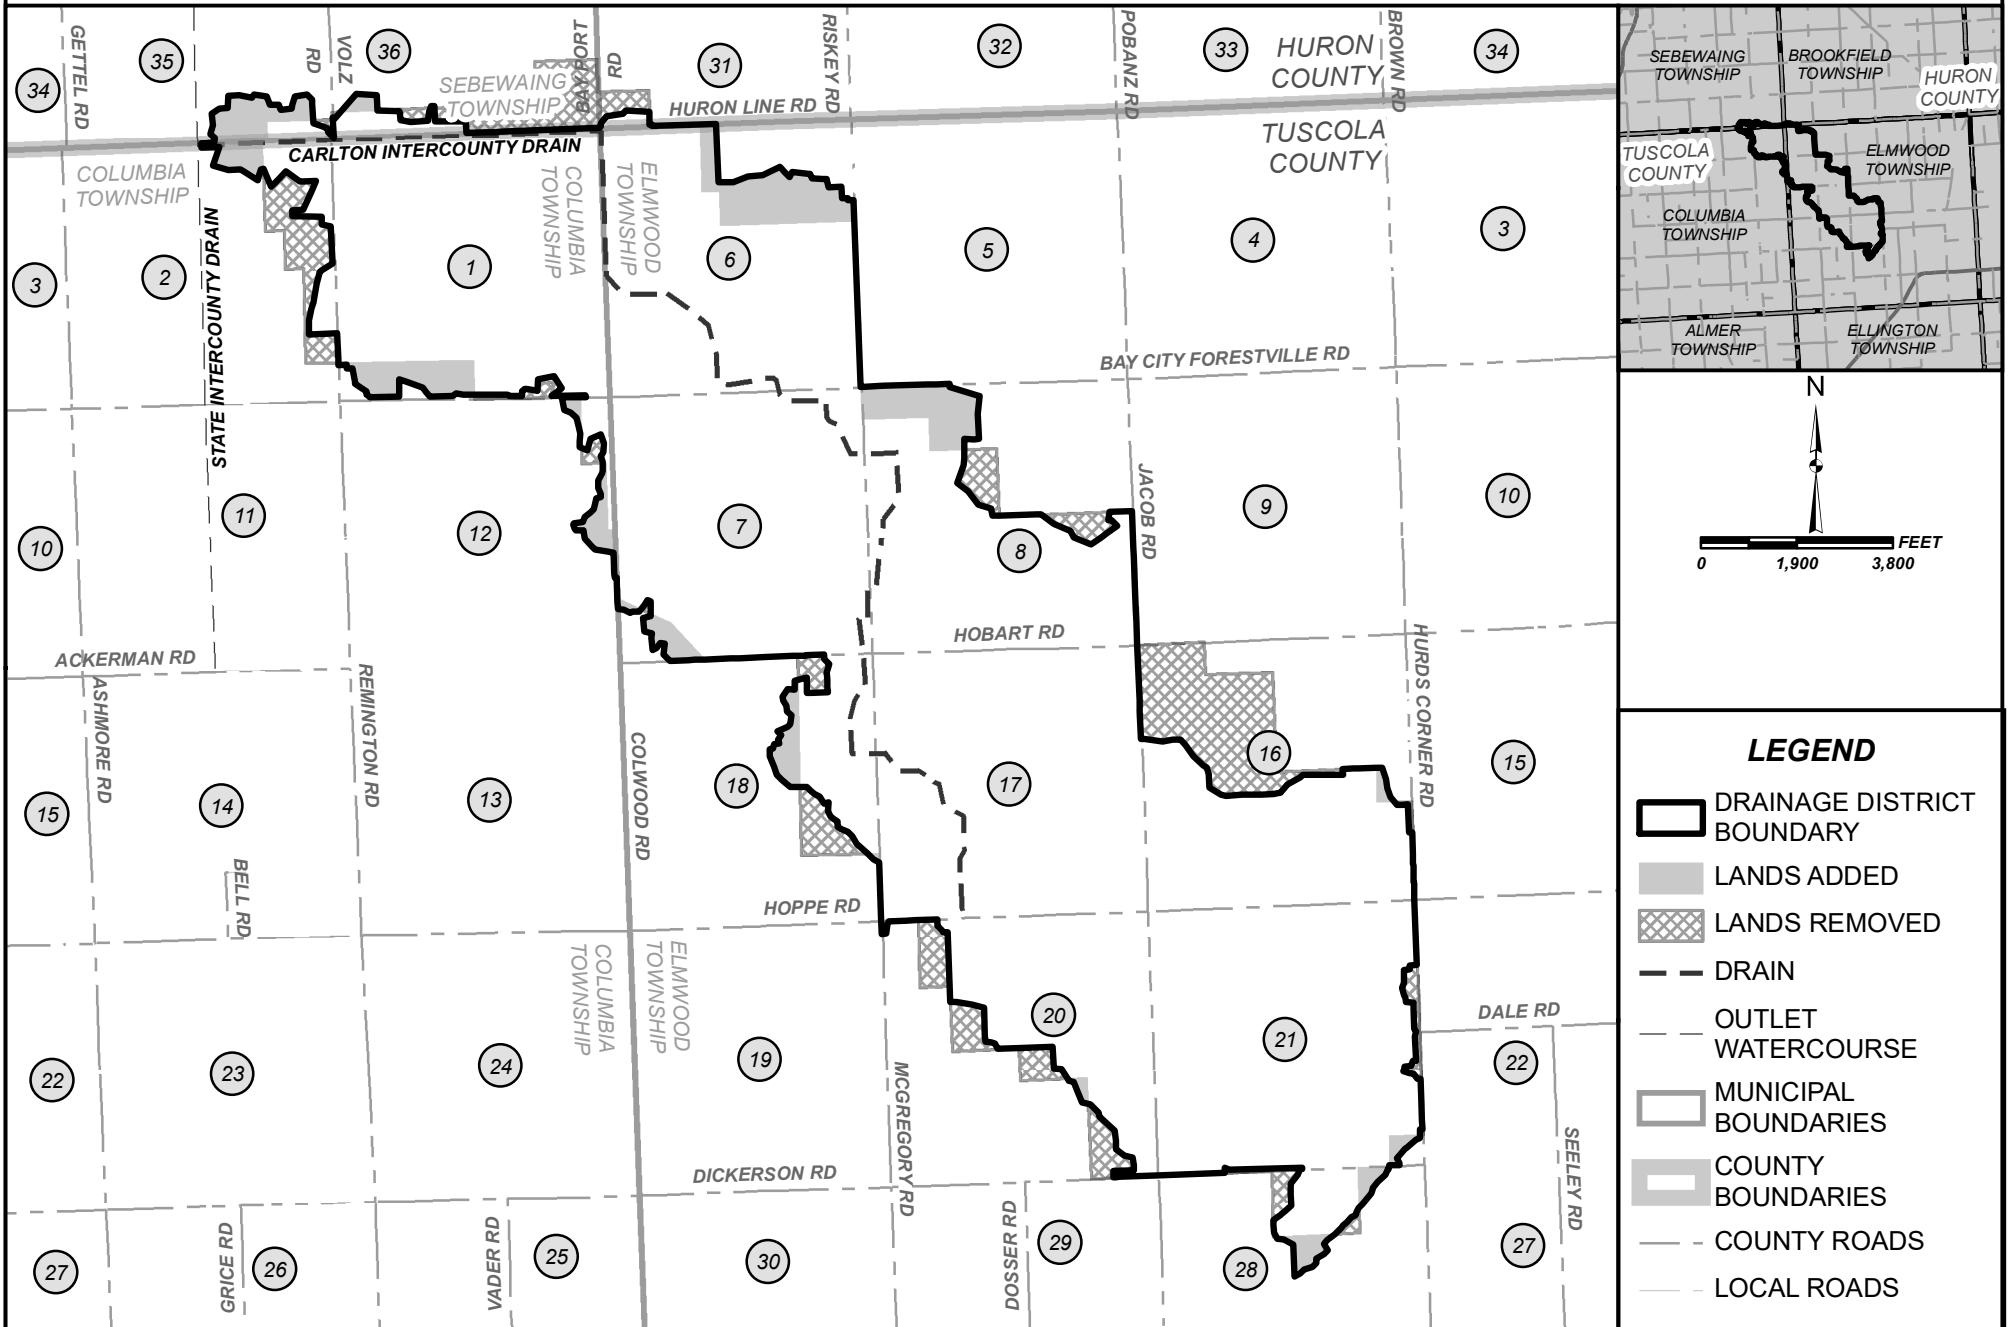 GETTEL RD
35
VOLZ
RD
36
SEBEWAING
TOWNSHIP
BAY PORT
RD
31
RISKEY RD
32
POBANZ RD
33
HURON
COUNTY
BROWN RD
34
34
HURON LINE RD
TUSCOLA
COUNTY
CARLTON INTERCOUNTY DRAIN
COLUMBIA
TOWNSHIP
STATE INTERCOUNTY DRAIN
COLUMBIA
TOWNSHIP
ELMWOOD
TOWNSHIP
3
2
1
6
5
4
3
BAY CITY FORESTVILLE RD
10
11
12
7
8
JACOB RD
9
10
ACKERMAN RD
ASHMORE RD
REMINGTON RD
HOBART RD
HURDS CORNER RD
COLWOOD RD
15
14
13
18
17
16
15
BELL RD
HOPPE RD
COLUMBIA
TOWNSHIP
ELMWOOD
TOWNSHIP
22
23
24
19
20
21
DALE RD
22
MCGREGORY RD
DICKERSON RD
SEELEY RD
GRICE RD
VADER RD
DOSSER RD
27
26
25
30
29
28
27
SEBEWAING
TOWNSHIP
BROOKFIELD
TOWNSHIP
HURON
COUNTY
TUSCOLA
COUNTY
ELMWOOD
TOWNSHIP
COLUMBIA
TOWNSHIP
ALMER
TOWNSHIP
ELLINGTON
TOWNSHIP
N
FEET
0 1,900 3,800
LEGEND
DRAINAGE DISTRICT
BOUNDARY
LANDS ADDED
LANDS REMOVED
DRAIN
OUTLET
WATERCOURSE
MUNICIPAL
BOUNDARIES
COUNTY
BOUNDARIES
COUNTY ROADS
LOCAL ROADS